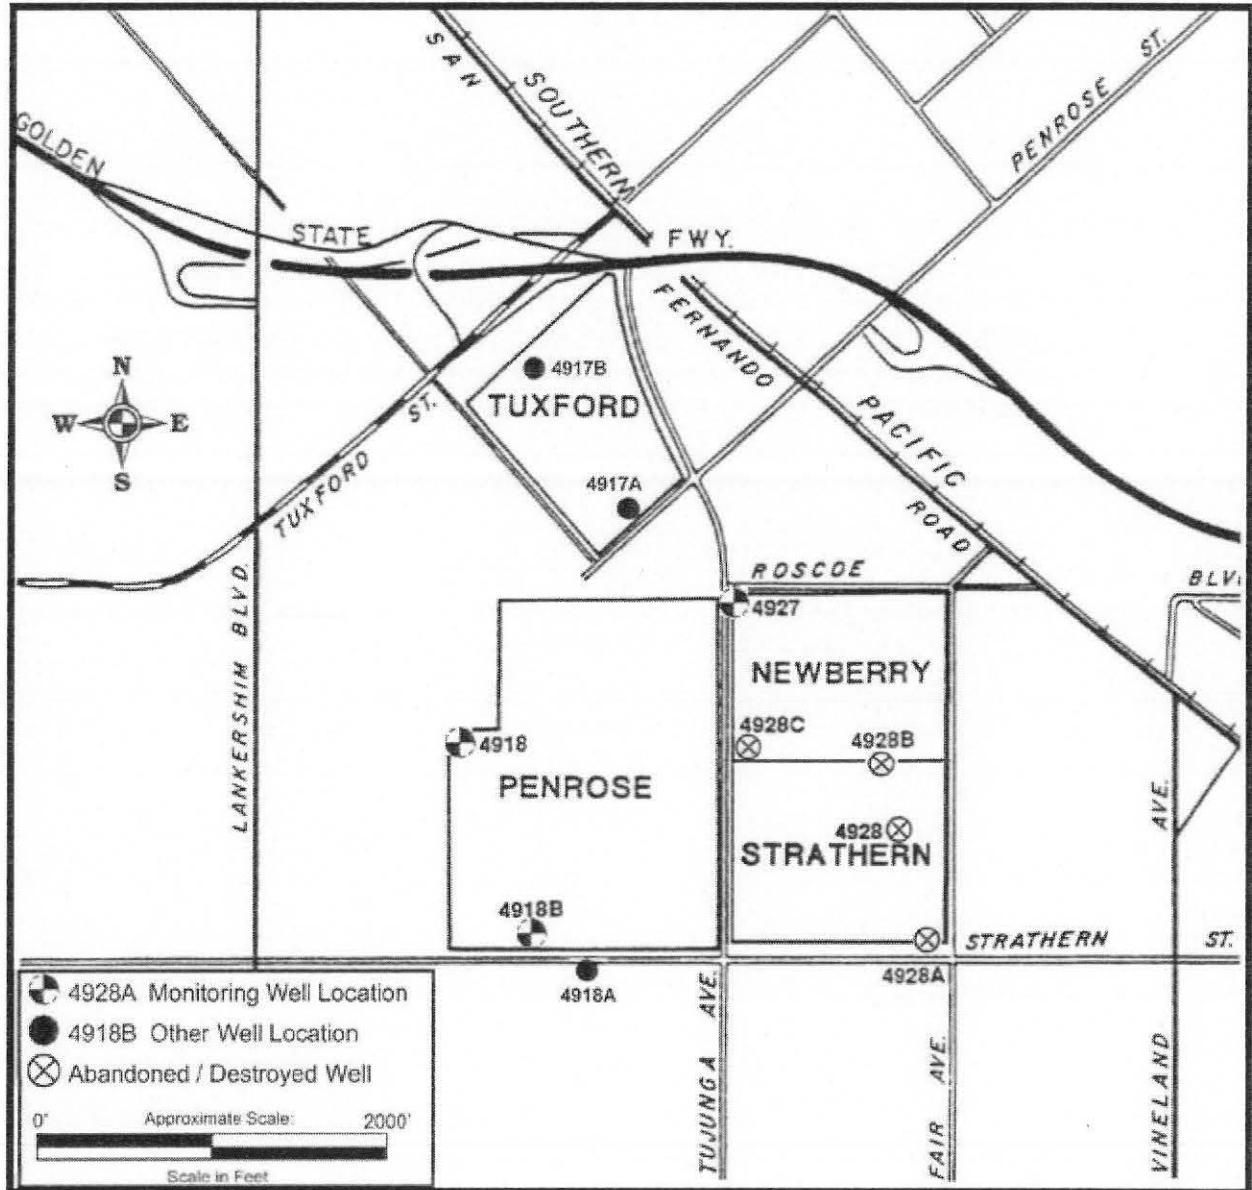 SAN
SOUTHERN
ST.
PENROSE
GOLDEN
STATE
FWY.
FERNANDO
N
W E
S
4917B
TUXFORD
ST.
PACIFIC
4917A
ROAD
TUXFORD
ROSCOE
BLV
4927
LANKERSHIM BLVD.
NEWBERRY
4928C
4928B
4918
PENROSE
AVE.
4928
STRATHERN
4918B
STRATHERN ST.
4928A
4918A
4928A Monitoring Well Location
4918B Other Well Location
Abandoned / Destroyed Well
0' Approximate Scale: 2000'
Scale in Feet
TUJUNGA AVE.
FAIR AVE.
VINELAND